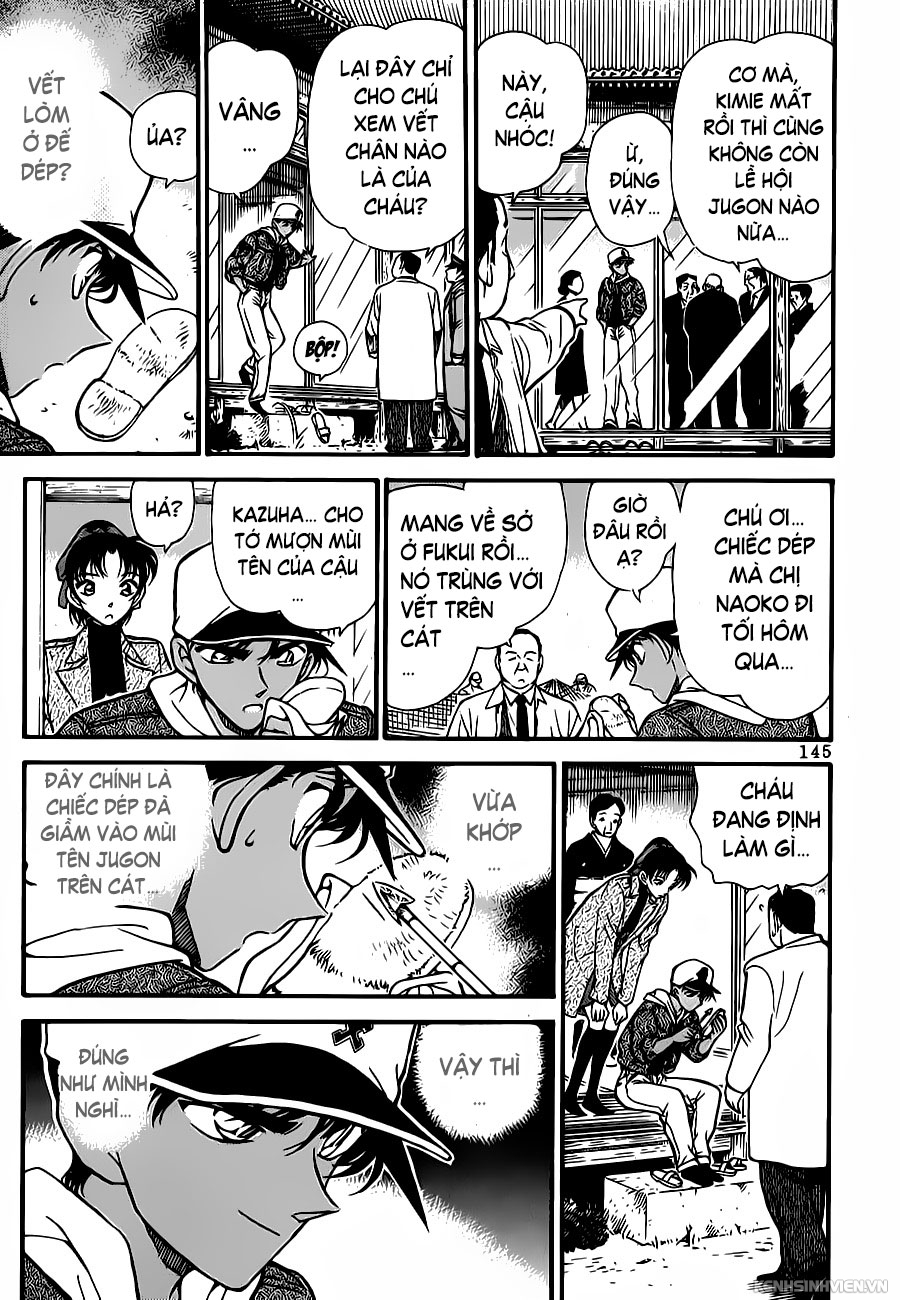 CƠ MÀ,
KIMIE MẤT
RỒI THÌ CŨNG
KHÔNG CÒN
LỄ HỘI
JUGON NÀO
NỮA...
Ừ,
ĐÚNG
VẬY...
NÀY,
CẬU
NHÓC!
LẠI ĐÂY CHỈ
CHO CHÚ
XEM VẾT
CHÂN NÀO
LÀ CỦA
CHÁU?
VÂNG
...
BỘP!
ỦA?
VẾT
LÕM
Ở ĐẾ
DÉP?
CHÚ ƠI...
CHIẾC DÉP
MÀ CHỊ
NAOKO ĐI
TỐI HÔM
QUA...
GIỜ
ĐÂU RỒI
Ạ?
MANG VỀ SỞ
Ở FUKUI RỒI...
NÓ TRÙNG VỚI
VẾT TRÊN
CÁT
...
KAZUHA... CHO
TỚ MƯỢN MŨI
TÊN CỦA CẬU
...
HẢ?
145
CHÁU
ĐANG ĐỊNH
LÀM GÌ...
VỪA
KHỚP
...
ĐÂY CHÍNH LÀ
CHIẾC DÉP ĐÃ
GIẪM VÀO MŨI
TÊN JUGON
TRÊN CÁT...
VẬY THÌ
...
ĐÚNG
NHƯ MÌNH
NGHĨ...
KENHSINHVIEN.VN